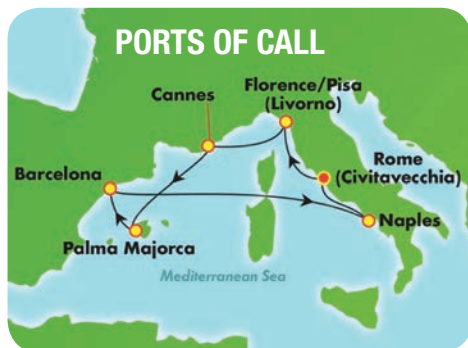 PORTS OF CALL
Florence/Pisa
(Livorno)
Cannes
Rome
(Civitavecchia)
Barcelona
Naples
Palma Majorca
Mediterranean Sea